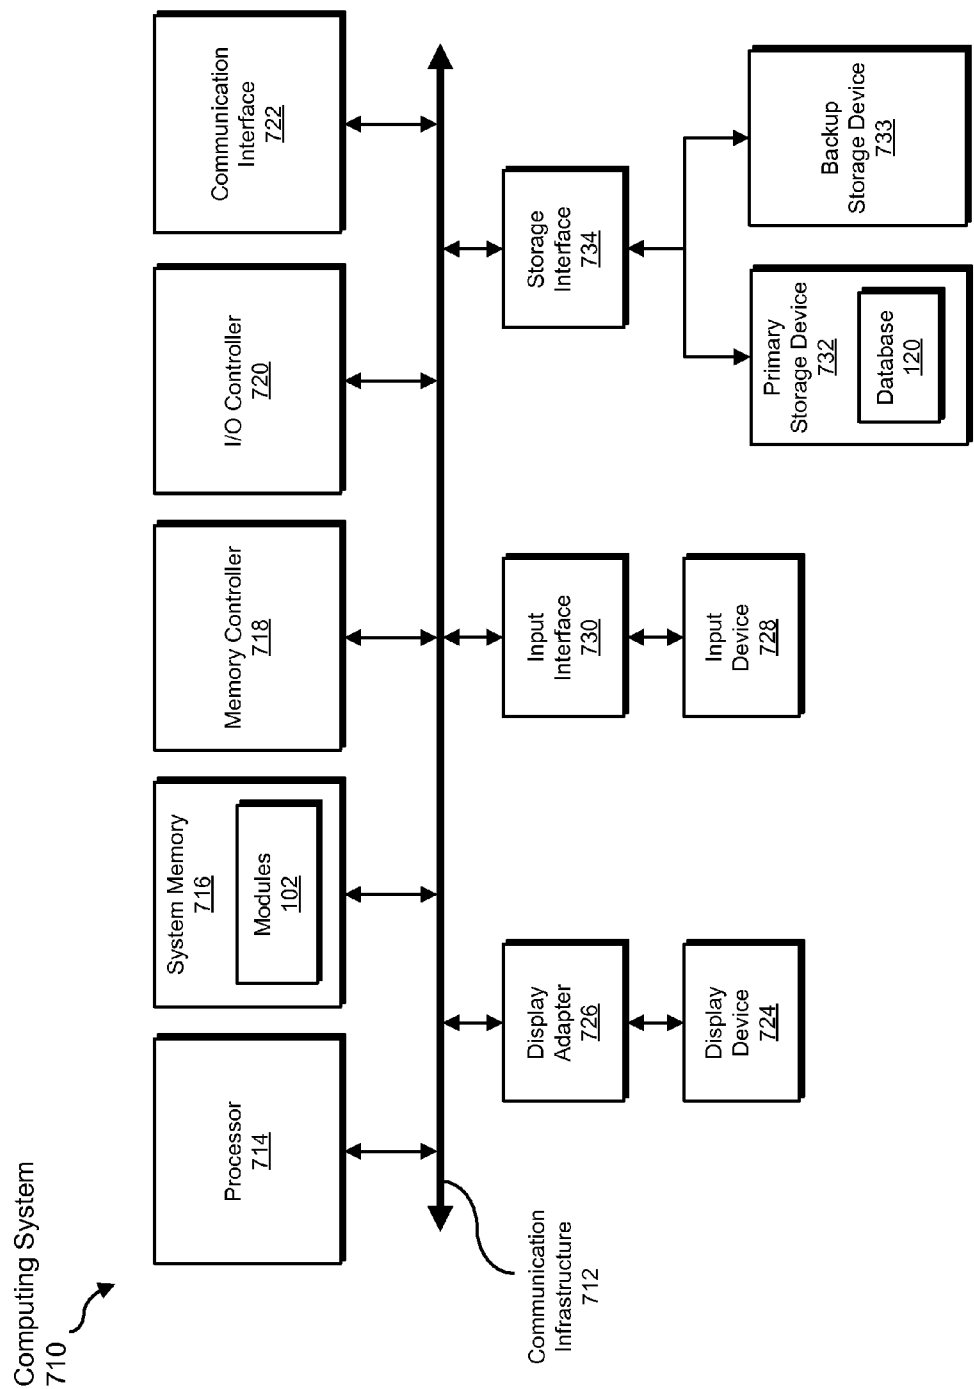 Computing System
710
Processor
714
System Memory
716
Modules
102
Memory Controller
718
I/O Controller
720
Communication
Interface
722
Communication
Infrastructure
712
Display
Adapter
726
Input
Interface
730
Storage
Interface
734
Display
Device
724
Input
Device
728
Primary
Storage Device
732
Database
120
Backup
Storage Device
733